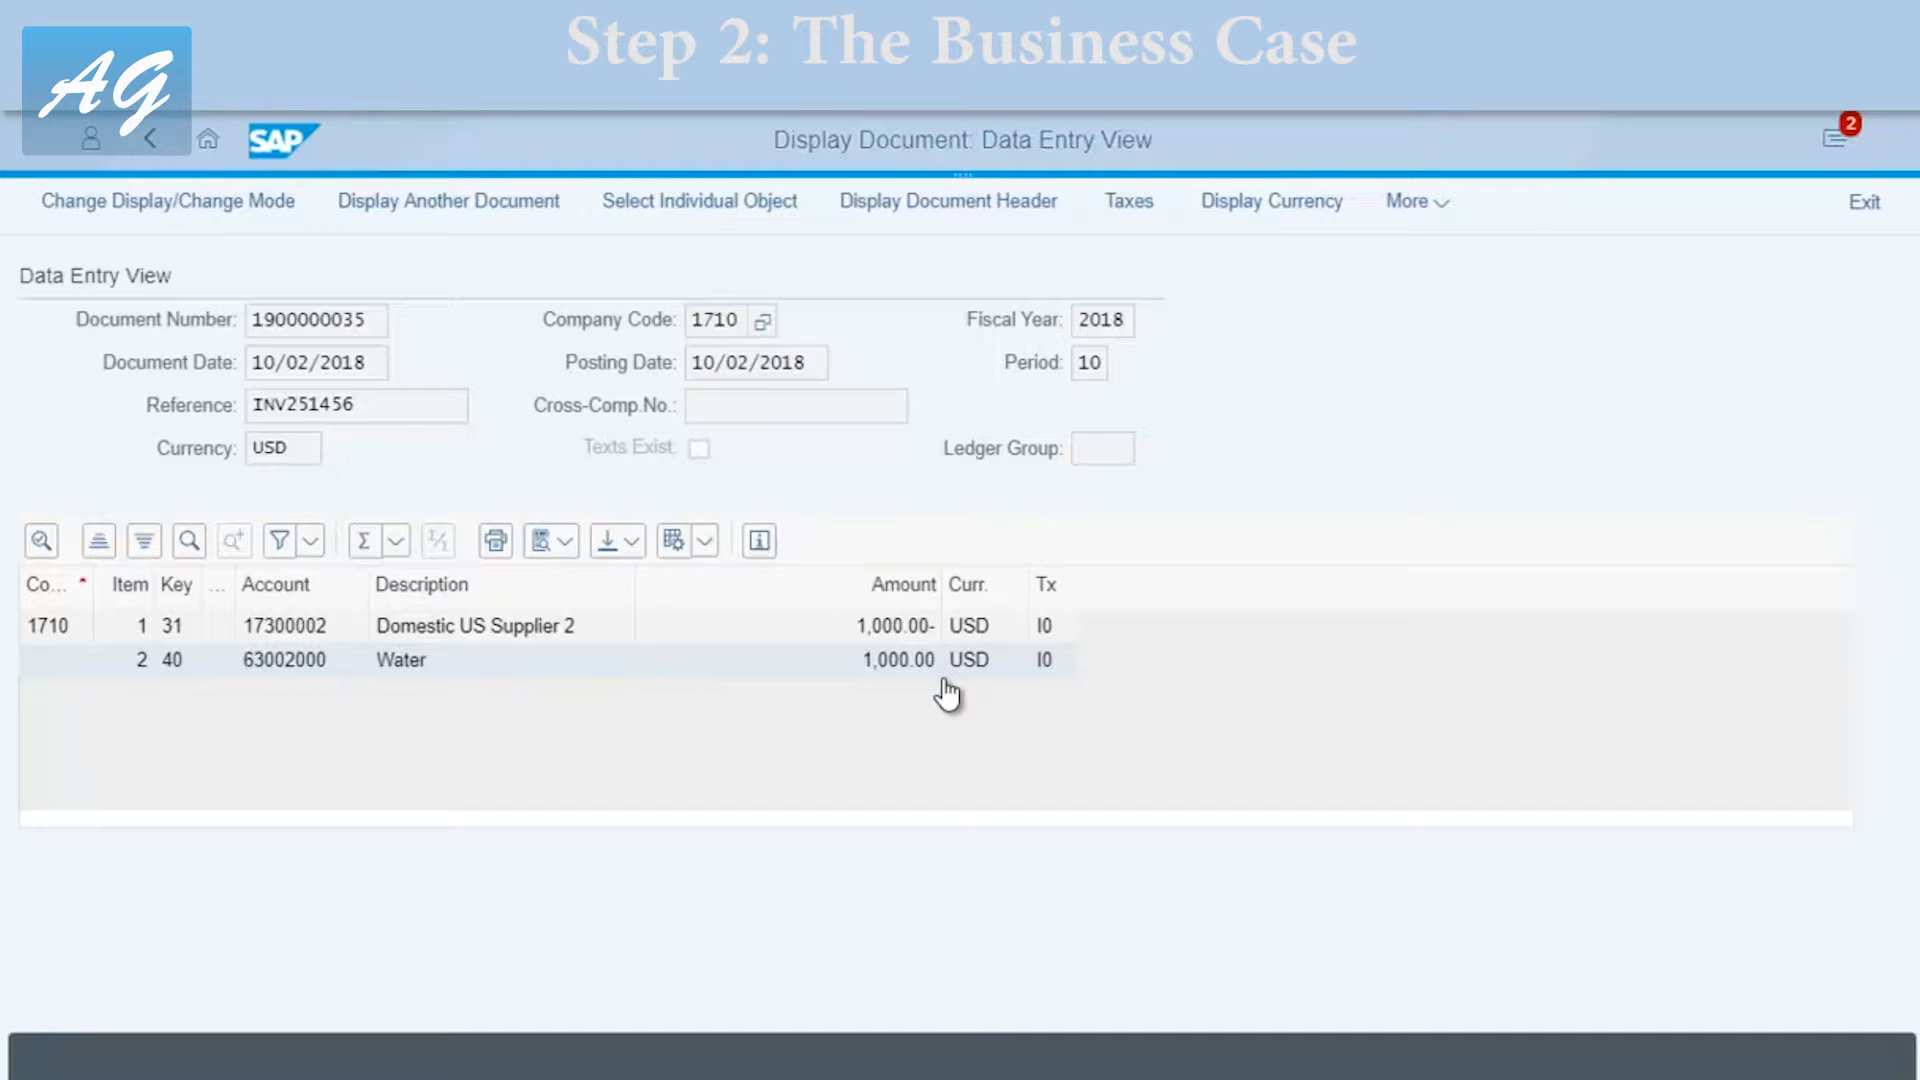 Step 2: The Business Case
AG
SAP
Display Document: Data Entry View
2
Change Display/Change Mode Display Another Document Select Individual Object Display Document Header Taxes Display Currency More Exit
Data Entry View
Document Number: 1900000035 Company Code: 1710 Fiscal Year: 2018
Document Date: 10/02/2018 Posting Date: 10/02/2018 Period: 10
Reference: INV251456 Cross-Comp.No.:
Currency: USD Texts Exist: Ledger Group:
Co... Item Key ... Account Description Amount Curr. Tx
1710 1 31 17300002 Domestic US Supplier 2 1,000.00- USD I0
2 40 63002000 Water 1,000.00 USD I0